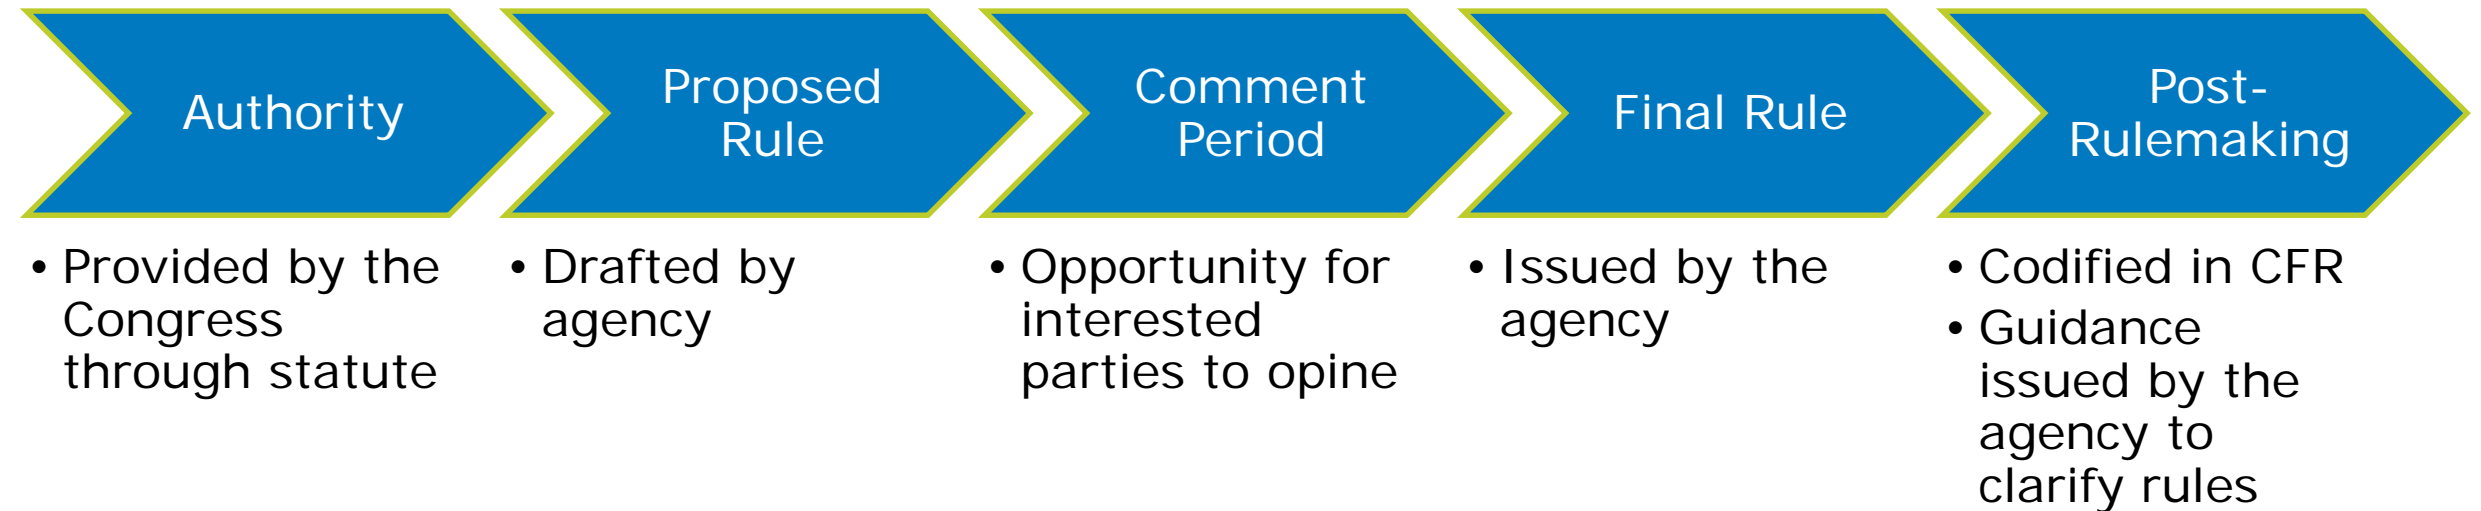 Authority
• Provided by the
Congress
through statute
Proposed
Rule
• Drafted by
agency
Comment
Period
• Opportunity for
interested
parties to opine
Final Rule
• Issued by the
agency
Post-
Rulemaking
• Codified in CFR
• Guidance
issued by the
agency to
clarify rules